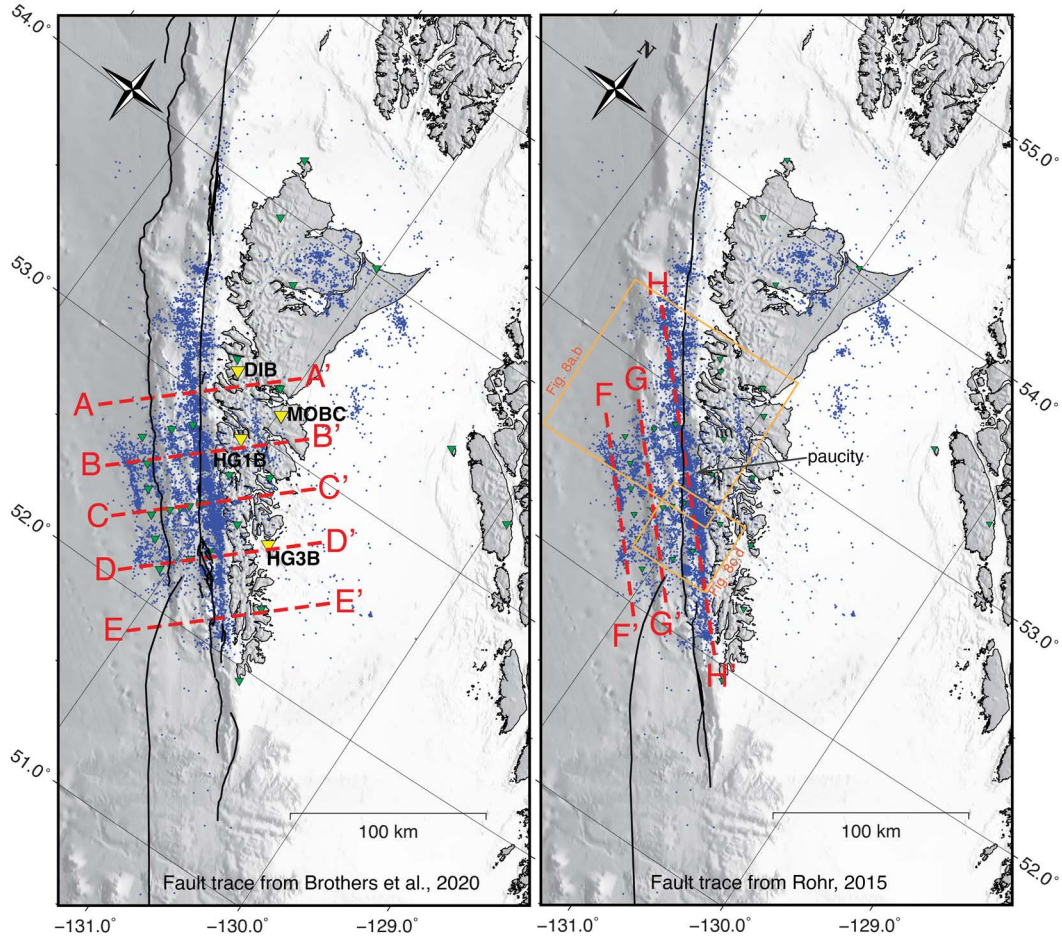 54.0°
53.0°
52.0°
51.0°
A
A'
B
B'
C
C'
D
D'
E
E'
DIB
MOBC
HG1B
HG3B
100 km
Fault trace from Brothers et al., 2020
−131.0°
−130.0°
−129.0°
N
55.0°
54.0°
53.0°
52.0°
H
G
F
Fig. 8a.b
paucity
Fig. 8c.d
F'
G'
H'
100 km
Fault trace from Rohr, 2015
−131.0°
−130.0°
−129.0°